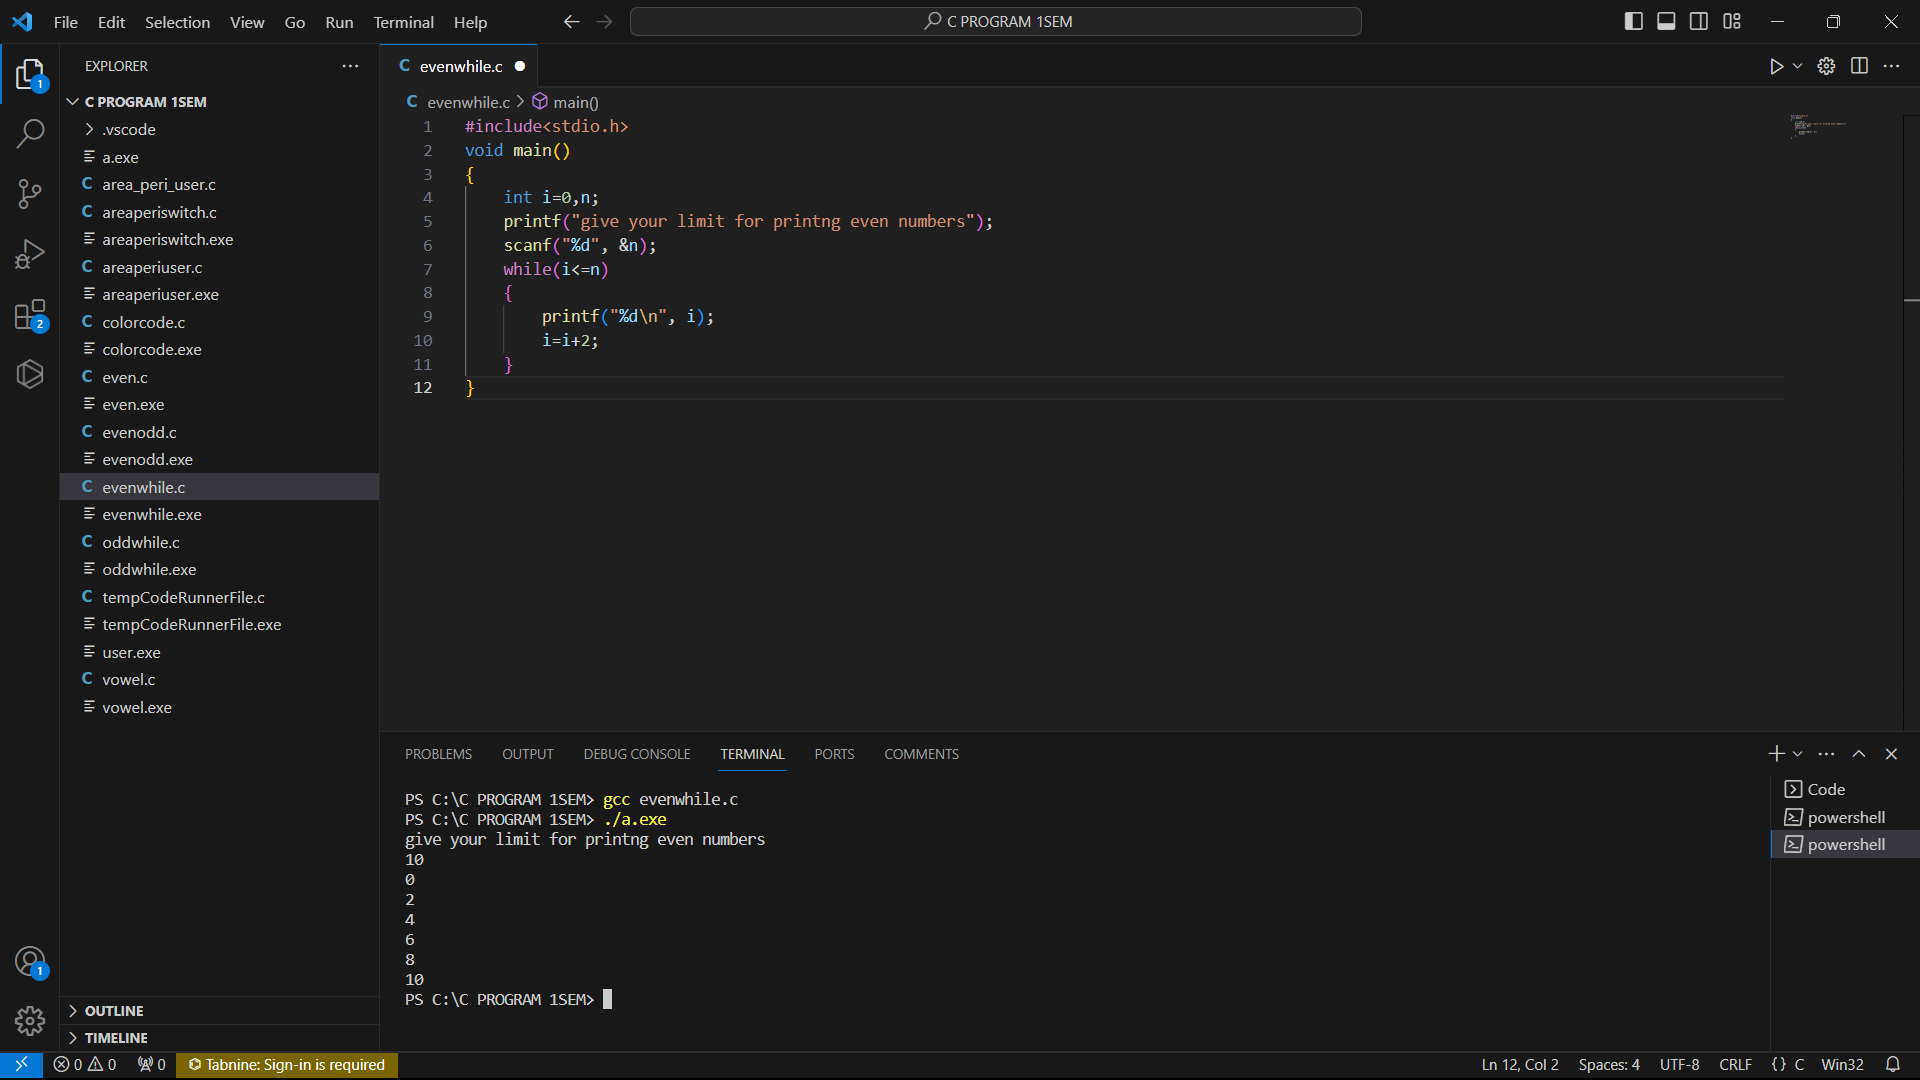 File Edit Selection View Go Run Terminal Help
C PROGRAM 1SEM
EXPLORER
C PROGRAM 1SEM
.vscode
a.exe
C area_peri_user.c
C areaperiswitch.c
areaperiswitch.exe
C areaperiuser.c
areaperiuser.exe
C colorcode.c
colorcode.exe
C even.c
even.exe
C evenodd.c
evenodd.exe
C evenwhile.c
evenwhile.exe
C oddwhile.c
oddwhile.exe
C tempCodeRunnerFile.c
tempCodeRunnerFile.exe
user.exe
C vowel.c
vowel.exe
OUTLINE
TIMELINE
1
2
1
C evenwhile.c
C evenwhile.c > main()
1 #include<stdio.h>
2 void main()
3 {
4 int i=0,n;
5 printf("give your limit for printng even numbers");
6 scanf("%d", &n);
7 while(i<=n)
8 {
9 printf("%d\n", i);
10 i=i+2;
11 }
12 }
PROBLEMS OUTPUT DEBUG CONSOLE TERMINAL PORTS COMMENTS
PS C:\C PROGRAM 1SEM> gcc evenwhile.c
PS C:\C PROGRAM 1SEM> ./a.exe
give your limit for printng even numbers
10
0
2
4
6
8
10
PS C:\C PROGRAM 1SEM>
Code
powershell
powershell
0 0 0 Tabnine: Sign-in is required
Ln 12, Col 2 Spaces: 4 UTF-8 CRLF {} C Win32